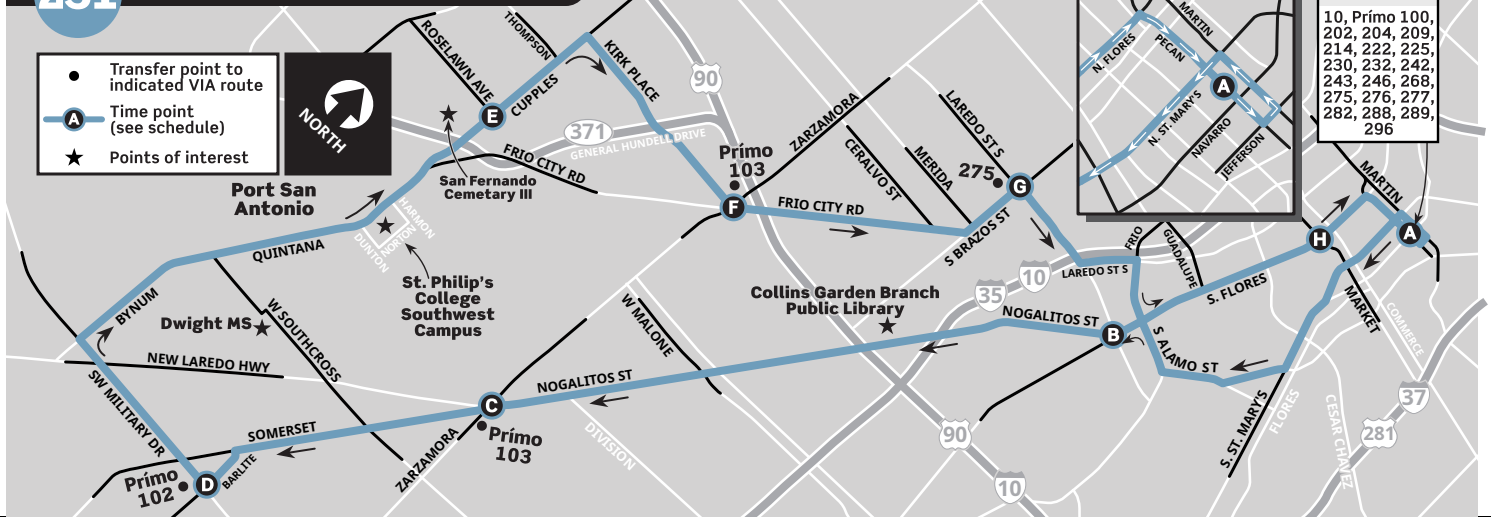 Transfer point to
indicated VIA route
A
Time point
(see schedule)
Points of interest
NORTH
ROSELAWN AVE
THOMPSON
CUPPLES
KIRK PLACE
E
90
371
GENERAL HUNDELL DRIVE
FRIO CITY RD
San Fernando
Cemetary III
Port San
Antonio
HARMON
NORTON
DUNTON
QUINTANA
BYNUM
St. Philip's
College
Southwest
Campus
Dwight MS
W SOUTHCROSS
NEW LAREDO HWY
SW MILITARY DR
SOMERSET
BARLITE
D
Prímo
102
C
Prímo
103
ZARZAMORA
NOGALITOS ST
DIVISION
W MALONE
Prímo
103
F
ZARZAMORA
CERALVO ST
MERIDA
LAREDO ST S
FRIO CITY RD
275
G
S BRAZOS ST
LAREDO ST S
FRIO
GUADALUPE
10
35
Collins Garden Branch
Public Library
NOGALITOS ST
B
S. FLORES
S ALAMO ST
H
A
MARTIN
MARKET
COMMERCE
S. ST. MARY'S
FLORES
CESAR CHAVEZ
37
281
90
10
MARTIN
PECAN
N. FLORES
A
N. ST. MARY'S
NAVARRO
JEFFERSON
10, Prímo 100,
202, 204, 209,
214, 222, 225,
230, 232, 242,
243, 246, 268,
275, 276, 277,
282, 288, 289,
296